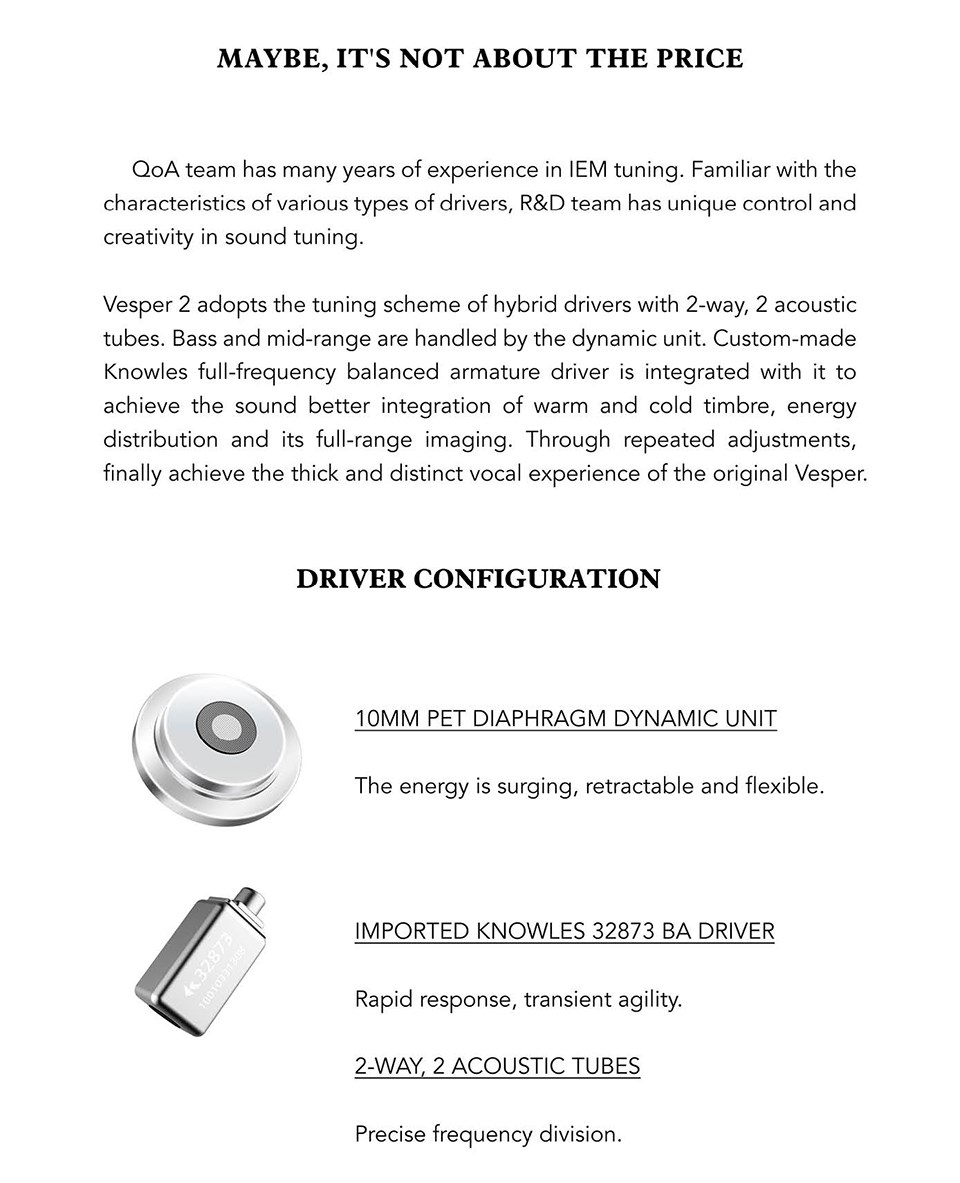 MAYBE, IT'S NOT ABOUT THE PRICE
QoA team has many years of experience in IEM tuning. Familiar with the
characteristics of various types of drivers, R&D team has unique control and
creativity in sound tuning.
Vesper 2 adopts the tuning scheme of hybrid drivers with 2-way, 2 acoustic
tubes. Bass and mid-range are handled by the dynamic unit. Custom-made
Knowles full-frequency balanced armature driver is integrated with it to
achieve the sound better integration of warm and cold timbre, energy
distribution and its full-range imaging. Through repeated adjustments,
finally achieve the thick and distinct vocal experience of the original Vesper.
DRIVER CONFIGURATION
10MM PET DIAPHRAGM DYNAMIC UNIT
The energy is surging, retractable and flexible.
32873
IMPORTED KNOWLES 32873 BA DRIVER
Rapid response, transient agility.
2-WAY, 2 ACOUSTIC TUBES
Precise frequency division.